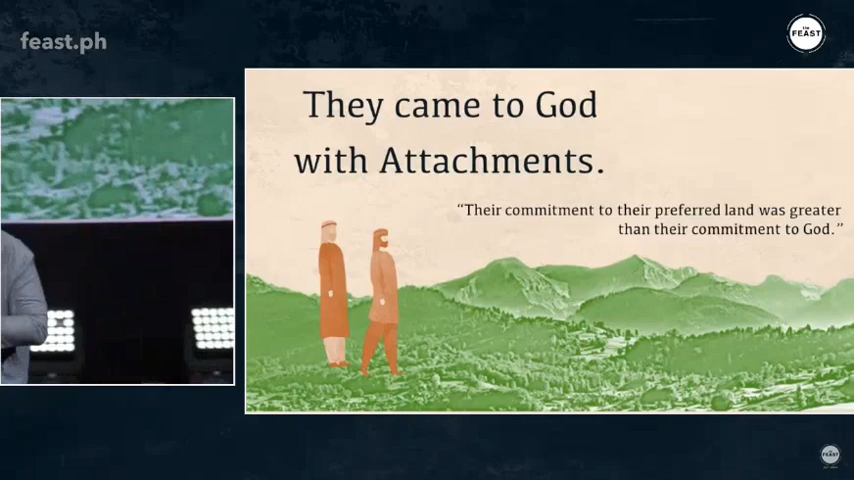 feast.ph
the
FEAST
They came to God
with Attachments.
“Their commitment to their preferred land was greater
than their commitment to God.”
FEAST